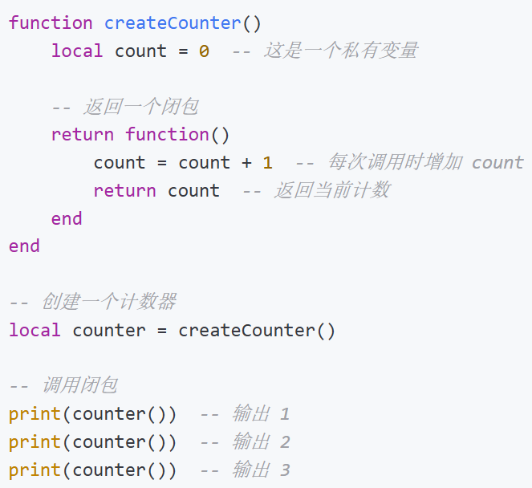 function createCounter()
    local count = 0  -- 这是一个私有变量

    -- 返回一个闭包
    return function()
        count = count + 1  -- 每次调用时增加 count
        return count  -- 返回当前计数
    end
end

-- 创建一个计数器
local counter = createCounter()

-- 调用闭包
print(counter())  -- 输出 1
print(counter())  -- 输出 2
print(counter())  -- 输出 3